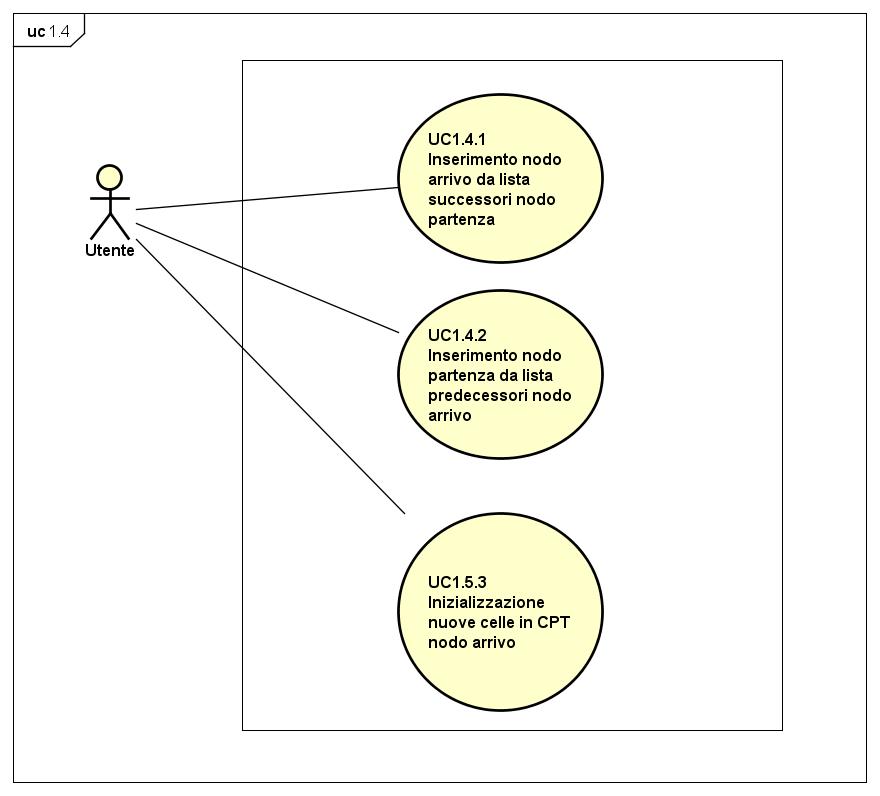 uc 1.4
UC1.4.1
Inserimento nodo
arrivo da lista
successori nodo
partenza
Utente
UC1.4.2
Inserimento nodo
partenza da lista
predecessori nodo
arrivo
UC1.5.3
Inizializzazione
nuove celle in CPT
nodo arrivo